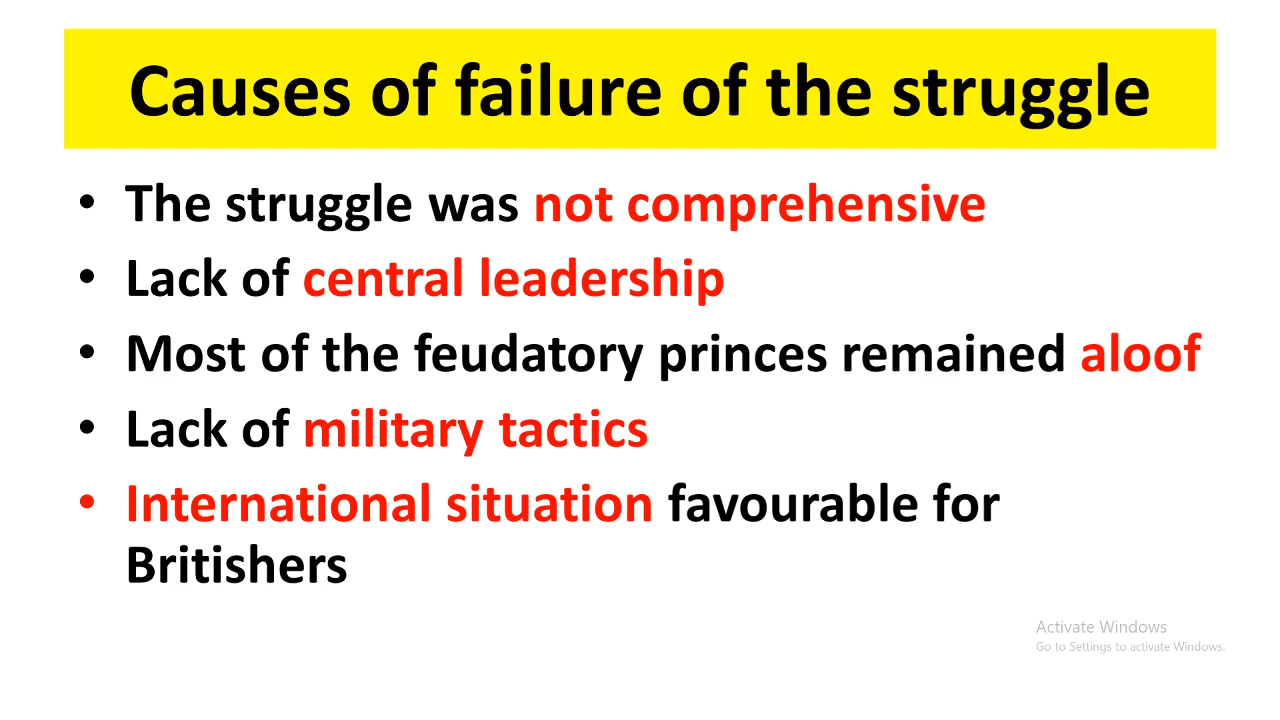 Causes of failure of the struggle
• The struggle was not comprehensive
• Lack of central leadership
• Most of the feudatory princes remained aloof
• Lack of military tactics
• International situation favourable for
Britishers
Activate Windows
Go to Settings to activate Windows.